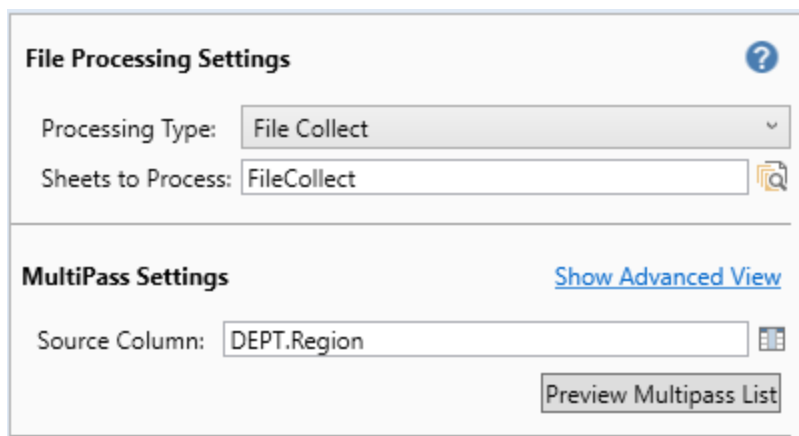 File Processing Settings
?
Processing Type: File Collect
Sheets to Process: FileCollect
MultiPass Settings Show Advanced View
Source Column: DEPT.Region
Preview Multipass List